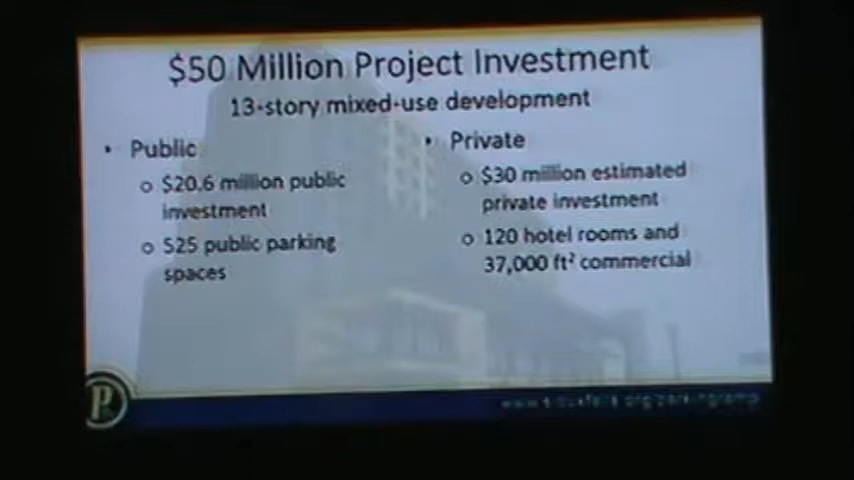 $50 Million Project Investment
13-story mixed-use development
• Public
o $20.6 million public
investment
o 525 public parking
spaces
• Private
o $30 million estimated
private investment
o 120 hotel rooms and
37,000 ft² commercial
P